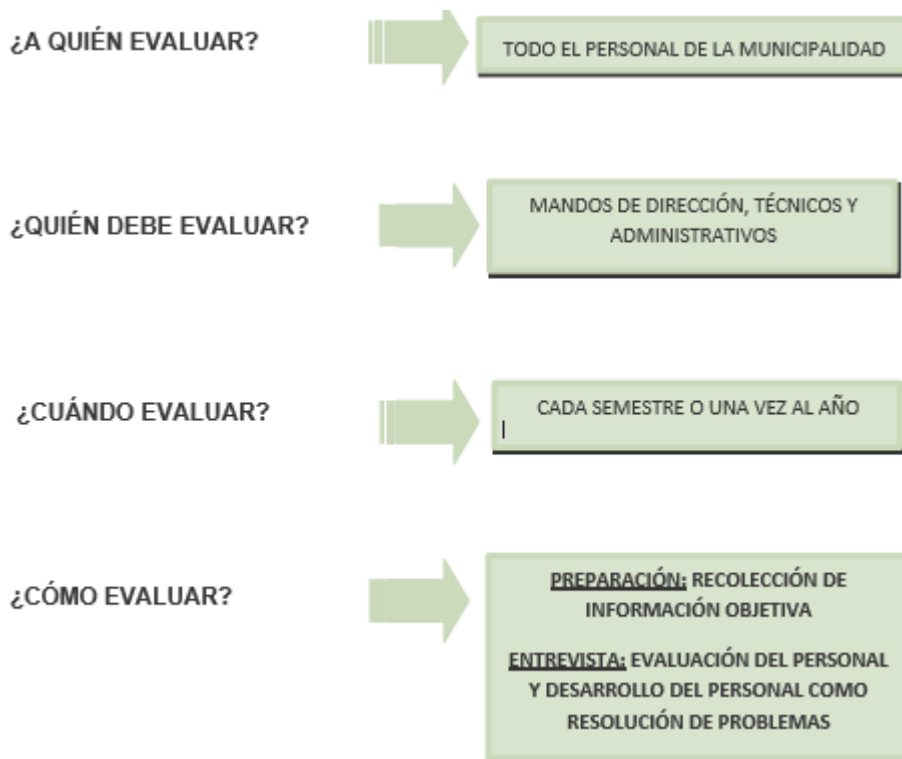 ¿A QUIÉN EVALUAR?
TODO EL PERSONAL DE LA MUNICIPALIDAD
¿QUIÉN DEBE EVALUAR?
MANDOS DE DIRECCIÓN, TÉCNICOS Y
ADMINISTRATIVOS
¿CUÁNDO EVALUAR?
CADA SEMESTRE O UNA VEZ AL AÑO
¿CÓMO EVALUAR?
PREPARACIÓN: RECOLECCIÓN DE
INFORMACIÓN OBJETIVA
ENTREVISTA: EVALUACIÓN DEL PERSONAL
Y DESARROLLO DEL PERSONAL COMO
RESOLUCIÓN DE PROBLEMAS